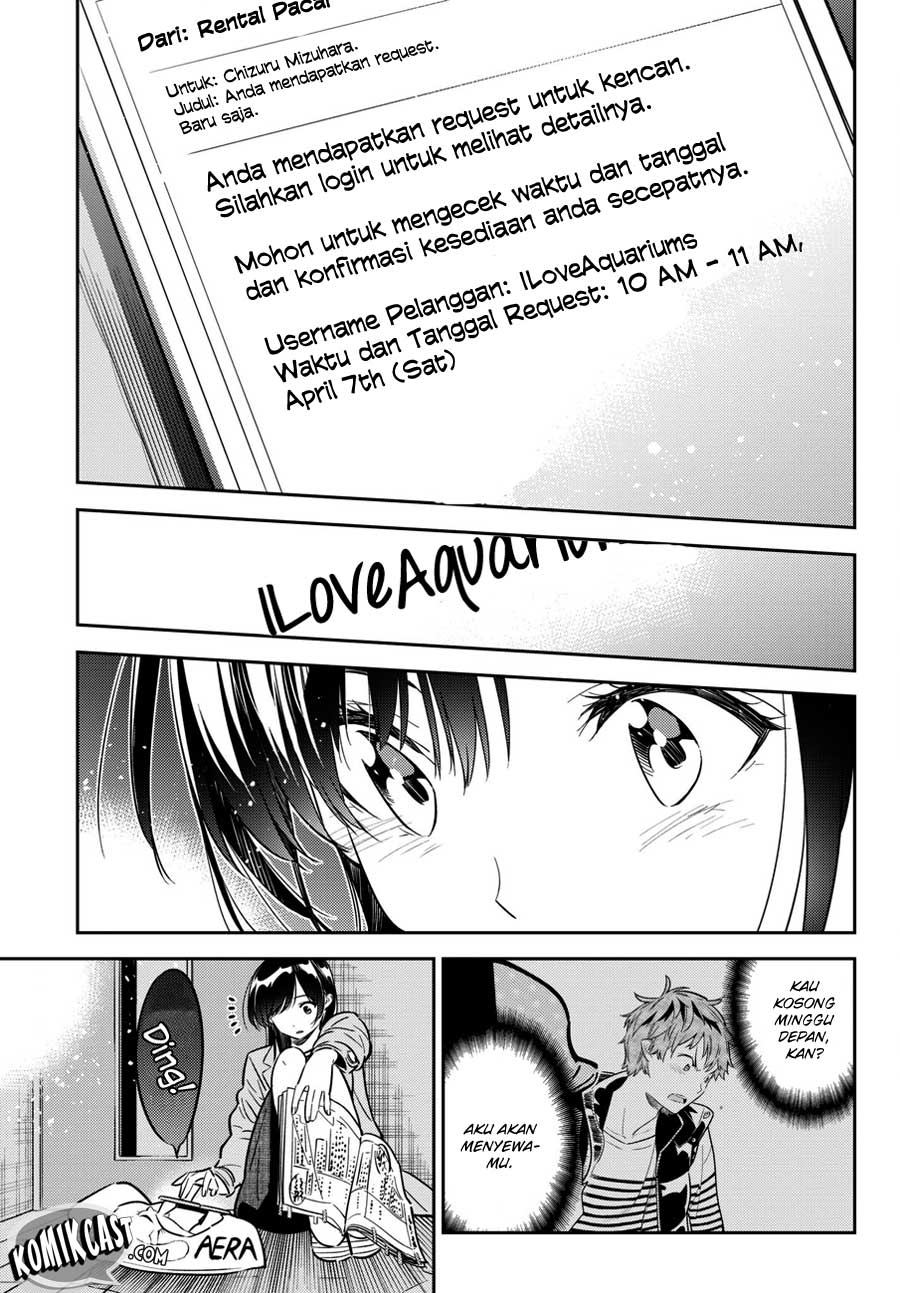 Dari: Rental Pacar
Untuk: Chizuru Mizuhara.
Judul: Anda mendapatkan request.
Baru saja.
Anda mendapatkan request untuk kencan.
Silahkan login untuk melihat detailnya.
Mohon untuk mengecek waktu dan tanggal
dan konfirmasi kesediaan anda secepatnya.
Username Pelanggan: ILoveAquariums
Waktu dan Tanggal Request: 10 AM - 11 AM,
April 7th (Sat)
ILoveAquariums
KAU
KOSONG
MINGGU
DEPAN,
KAN?
AKU AKAN
MENYEWA-
MU.
Ding!
AERA
KOMIKCAST
.COM